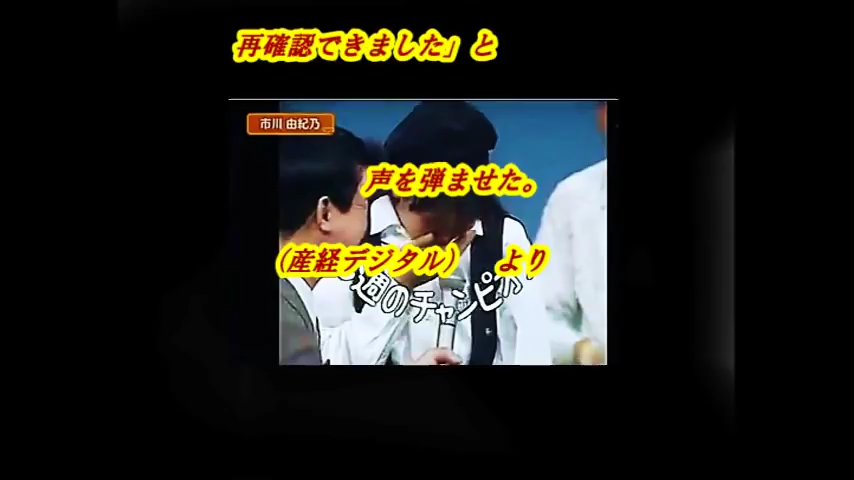 再確認できました」と
市川 由紀乃
声を弾ませた。
(産経デジタル) より
週のチャンピオ